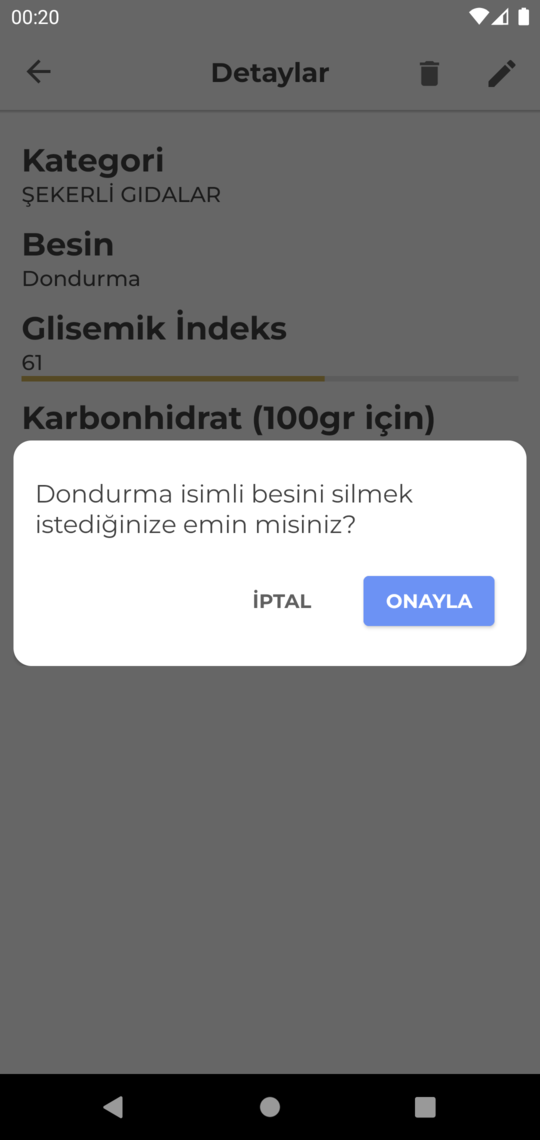 00:20
Detaylar
Kategori
ŞEKERLİ GIDALAR
Besin
Dondurma
Glisemik İndeks
61
Karbonhidrat (100gr için)
Dondurma isimli besini silmek
istediğinize emin misiniz?
İPTAL
ONAYLA